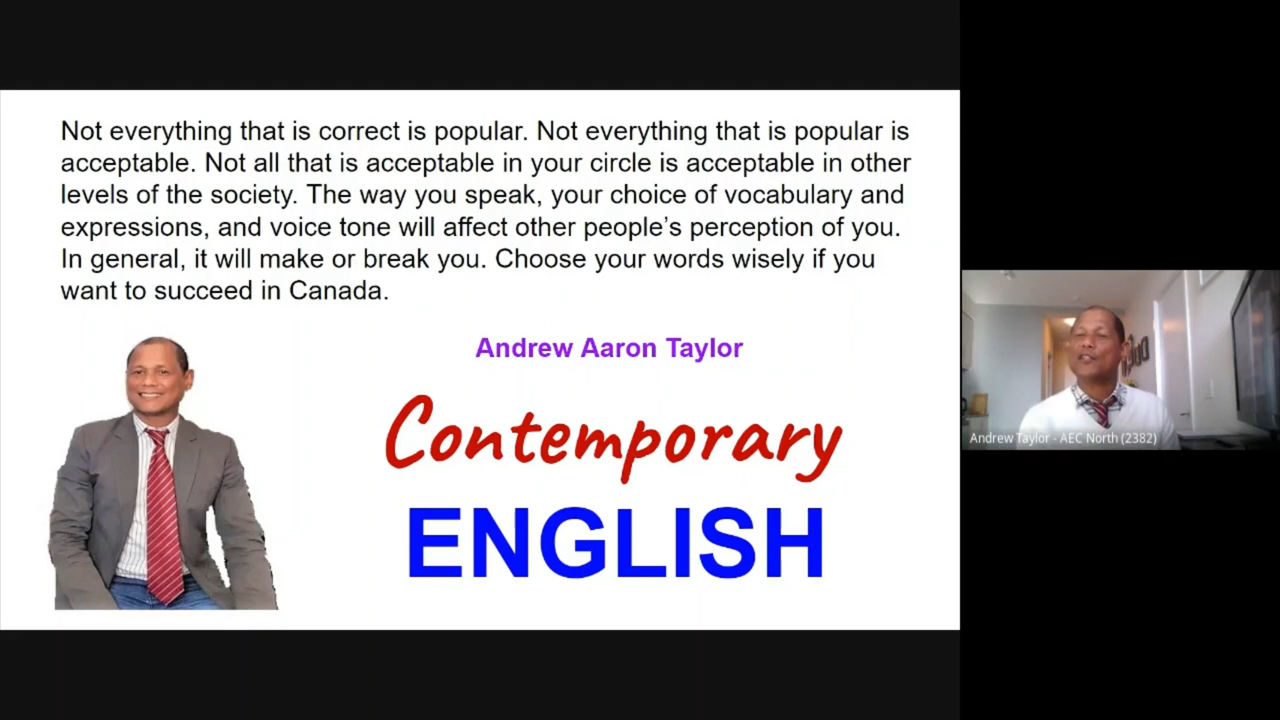 Not everything that is correct is popular. Not everything that is popular is
acceptable. Not all that is acceptable in your circle is acceptable in other
levels of the society. The way you speak, your choice of vocabulary and
expressions, and voice tone will affect other people’s perception of you.
In general, it will make or break you. Choose your words wisely if you
want to succeed in Canada.
Andrew Aaron Taylor
Contemporary
ENGLISH
Andrew Taylor - AEC North (2382)